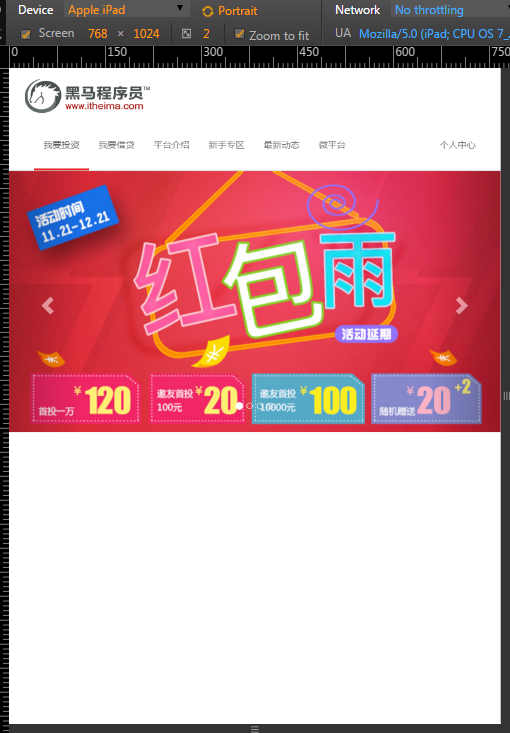 Device Apple iPad Portrait Network No throttling
Screen 768 × 1024 2 Zoom to fit UA Mozilla/5.0 (iPad; CPU OS 7_
0 150 300 450 600 750
黑马程序员™
www.itheima.com
我要投资 我要借贷 平台介绍 新手专区 最新动态 微平台 个人中心
活动时间
11.21-12.21
红包雨
活动延期
首投一万 ¥120
邀友首投 100元 ¥20
邀友首投 10000元 ¥100
随机赠送 ¥20 +2